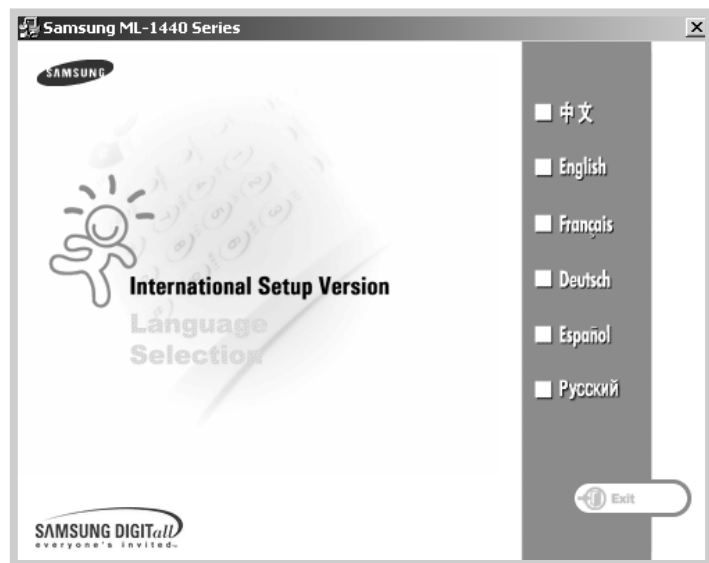 Samsung ML-1440 Series
SAMSUNG
中文
English
Français
Deutsch
Español
Русский
International Setup Version
Language
Selection
Exit
SAMSUNG DIGITall
everyone's invited™